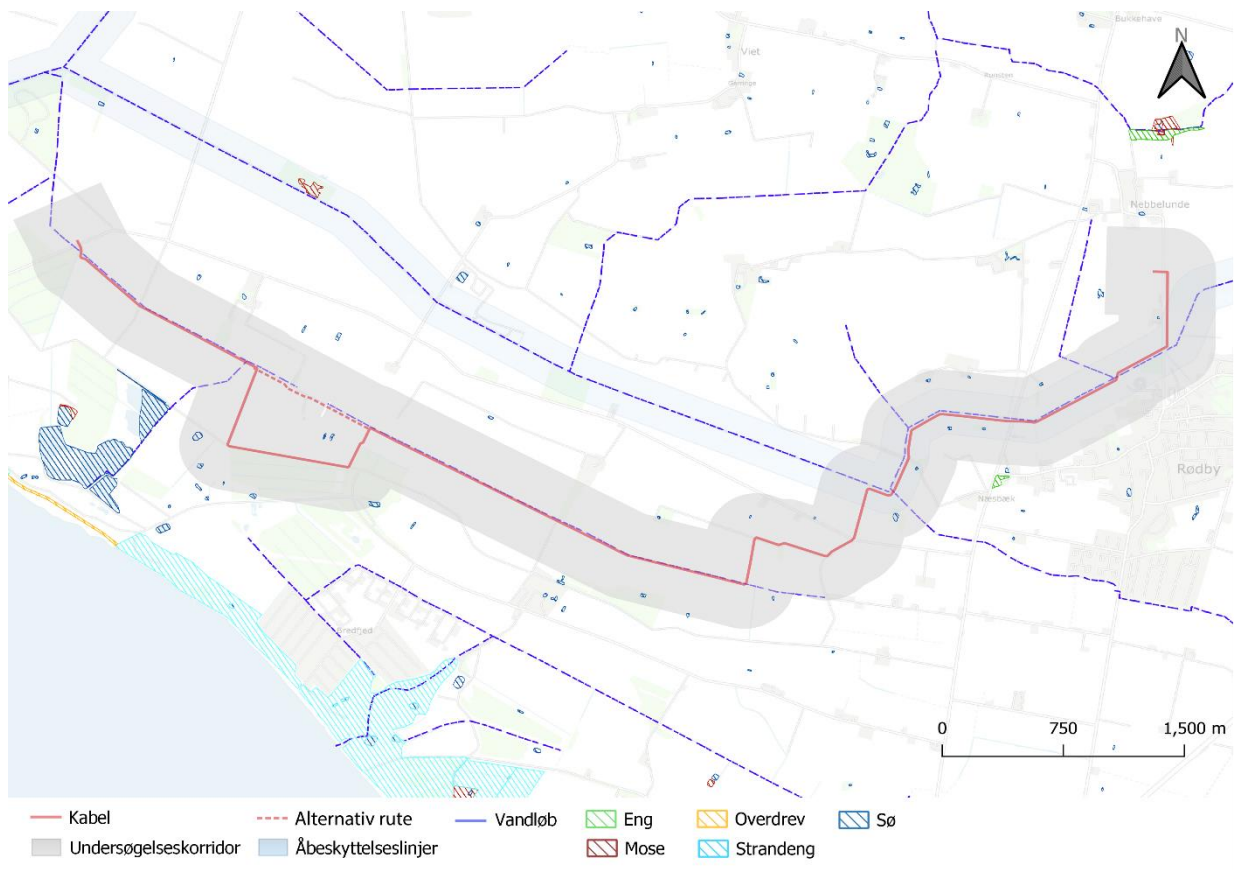 Bukkehave
N
Viet
Nebbelunde
Rødby
Næsbæk
Bredfjed
0 750 1,500 m
Kabel Alternativ rute Vandløb Eng Overdrev Sø
Undersøgelseskorridor Åbeskyttelseslinjer Mose Strandeng